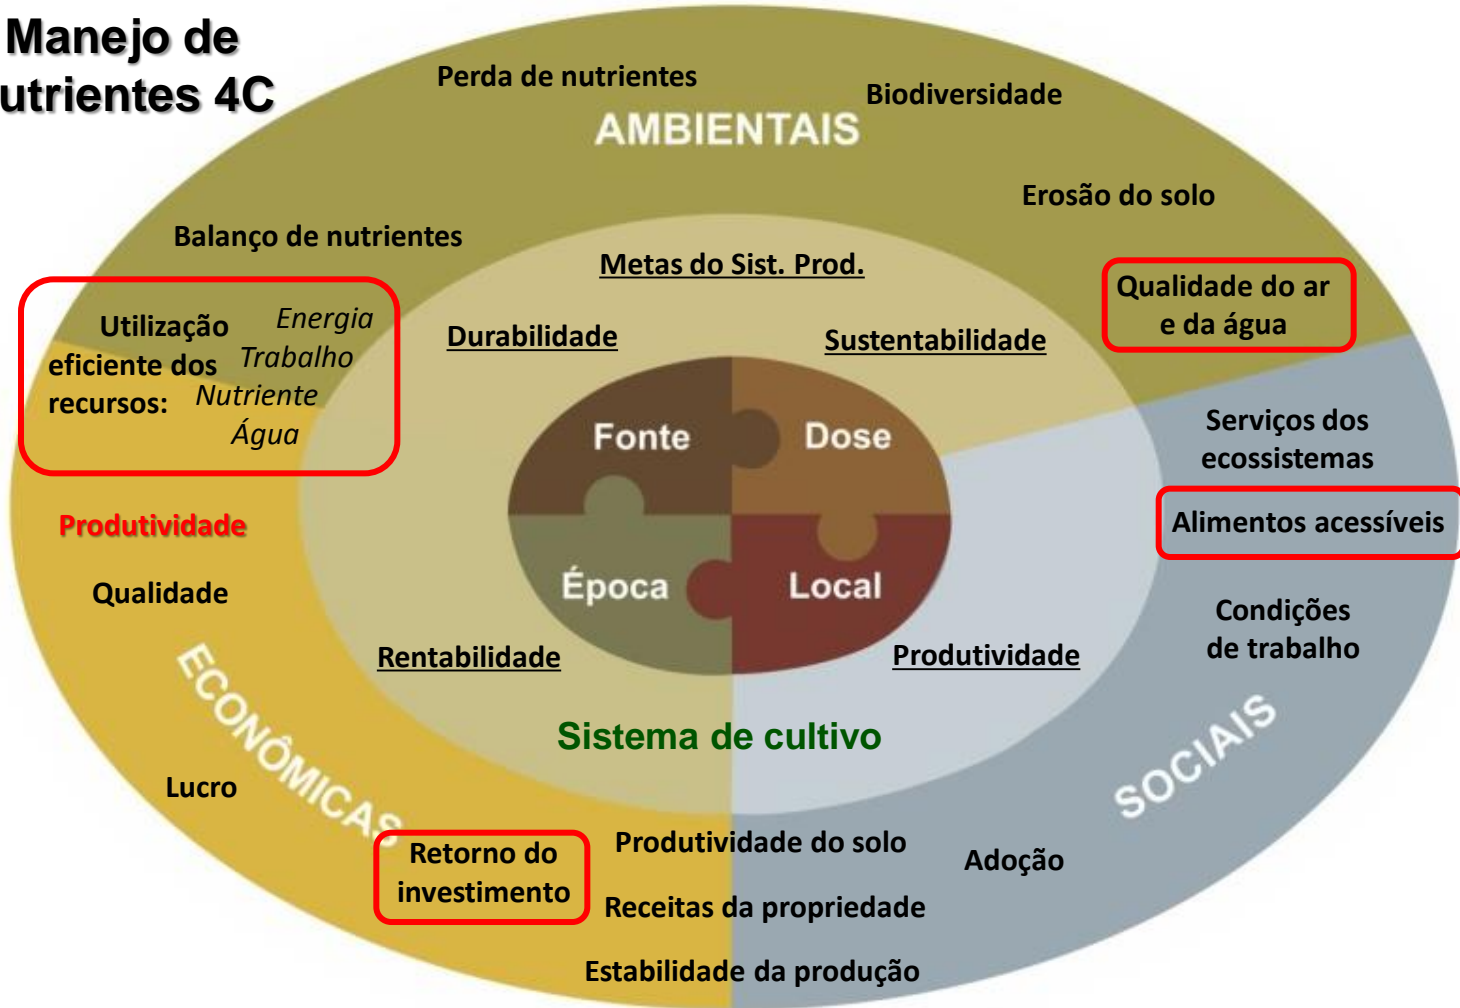 Manejo de
utrientes 4C
Perda de nutrientes
Biodiversidade
AMBIENTAIS
Erosão do solo
Balanço de nutrientes
Metas do Sist. Prod.
Qualidade do ar
e da água
Utilização
eficiente dos
recursos:
Energia
Trabalho
Nutriente
Água
Durabilidade
Sustentabilidade
Fonte
Dose
Época
Local
Serviços dos
ecossistemas
Alimentos acessíveis
Produtividade
Qualidade
Condições
de trabalho
Rentabilidade
Produtividade
Sistema de cultivo
ECONÔMICAS
SOCIAIS
Lucro
Retorno do
investimento
Produtividade do solo
Adoção
Receitas da propriedade
Estabilidade da produção